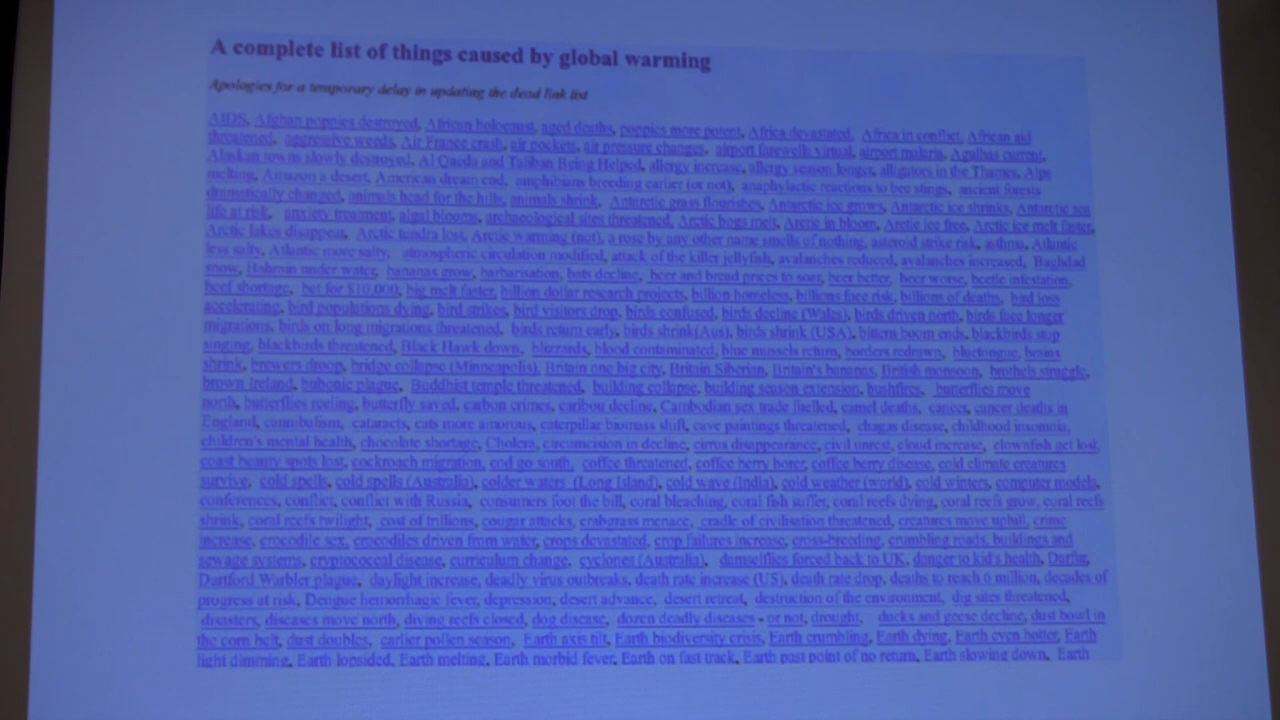 A complete list of things caused by global warming
Apologies for a temporary delay in updating the dead link list
AIDS, Afghan poppies destroyed, African holocaust, aged deaths, poppies more potent, Africa devastated, Africa in conflict, African aid
threatened, aggressive weeds, Air France crash, air pockets, air pressure changes, airport farewells virtual, airport malaria, Agulhas current,
Alaskan towns slowly destroyed, Al Qaeda and Taliban Being Helped, allergy increase, allergy season longer, alligators in the Thames, Alps
melting, Amazon a desert, American dream end, amphibians breeding earlier (or not), anaphylactic reactions to bee stings, ancient forests
dramatically changed, animals head for the hills, animals shrink, Antarctic grass flourishes, Antarctic ice grows, Antarctic ice shrinks, Antarctic sea
life at risk, anxiety treatment, algal blooms, archaeological sites threatened, Arctic bogs melt, Arctic in bloom, Arctic ice free, Arctic ice melt faster,
Arctic lakes disappear, Arctic tundra lost, Arctic warming (not), a rose by any other name smells of nothing, asteroid strike risk, asthma, Atlantic
less salty, Atlantic more salty, atmospheric circulation modified, attack of the killer jellyfish, avalanches reduced, avalanches increased, Baghdad
snow, Bahrain under water, bananas grow, barbarisation, bats decline, beer and bread prices to soar, beer better, beer worse, beetle infestation,
beef shortage, bet for $10,000, big melt faster, billion dollar research projects, billion homeless, billions face risk, billions of deaths, bird loss
accelerating, bird populations dying, bird strikes, bird visitors drop, birds confused, birds decline (Wales), birds driven north, birds face longer
migrations, birds on long migrations threatened, birds return early, birds shrink(Aus), birds shrink (USA), bittern boom ends, blackbirds stop
singing, blackbirds threatened, Black Hawk down, blizzards, blood contaminated, blue mussels return, borders redrawn, bluetongue, brains
shrink, brewers droop, bridge collapse (Minneapolis), Britain one big city, Britain Siberian, Britain's bananas, British monsoon, brothels struggle,
brown Ireland, bubonic plague, Buddhist temple threatened, building collapse, building season extension, bushfires, butterflies move
north, butterflies reeling, butterfly saved, carbon crimes, caribou decline, Cambodian sex trade fuelled, camel deaths, cancer, cancer deaths in
England, cannibalism, cataracts, cats more amorous, caterpillar biomass shift, cave paintings threatened, chagas disease, childhood insomnia,
children's mental health, chocolate shortage, Cholera, circumcision in decline, cirrus disappearance, civil unrest, cloud increase, clownfish get lost,
coast beauty spots lost, cockroach migration, cod go south, coffee threatened, coffee berry borer, coffee berry disease, cold climate creatures
survive, cold spells, cold spells (Australia), colder waters (Long Island), cold wave (India), cold weather (world), cold winters, computer models,
conferences, conflict, conflict with Russia, consumers foot the bill, coral bleaching, coral fish suffer, coral reefs dying, coral reefs grow, coral reefs
shrink, coral reefs twilight, cost of trillions, cougar attacks, crabgrass menace, cradle of civilisation threatened, creatures move uphill, crime
increase, crocodile sex, crocodiles driven from water, crops devastated, crop failures increase, cross-breeding, crumbling roads, buildings and
sewage systems, cryptococcal disease, curriculum change, cyclones (Australia), damselflies forced back to UK, danger to kid's health, Darfur,
Dartford Warbler plague, daylight increase, deadly virus outbreaks, death rate increase (US), death rate drop, deaths to reach 6 million, decades of
progress at risk, Dengue hemorrhagic fever, depression, desert advance, desert retreat, destruction of the environment, dig sites threatened,
disasters, diseases move north, diving reefs closed, dog disease, dozen deadly diseases - or not, drought, ducks and geese decline, dust bowl in
the corn belt, dust doubles, earlier pollen season, Earth axis tilt, Earth biodiversity crisis, Earth crumbling, Earth dying, Earth even hotter, Earth
light dimming, Earth lopsided, Earth melting, Earth morbid fever, Earth on fast track, Earth past point of no return, Earth slowing down, Earth